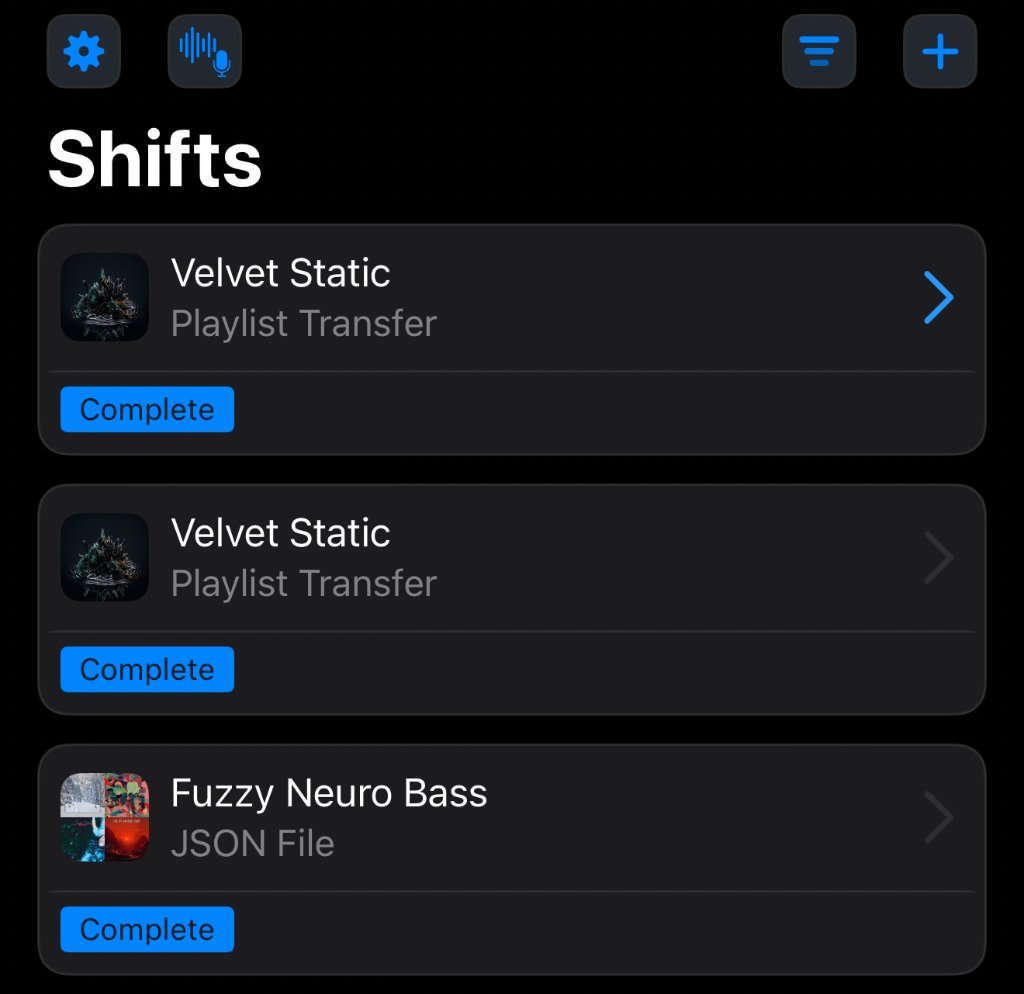 Shifts
Velvet Static
Playlist Transfer
Complete
Velvet Static
Playlist Transfer
Complete
Fuzzy Neuro Bass
JSON File
Complete